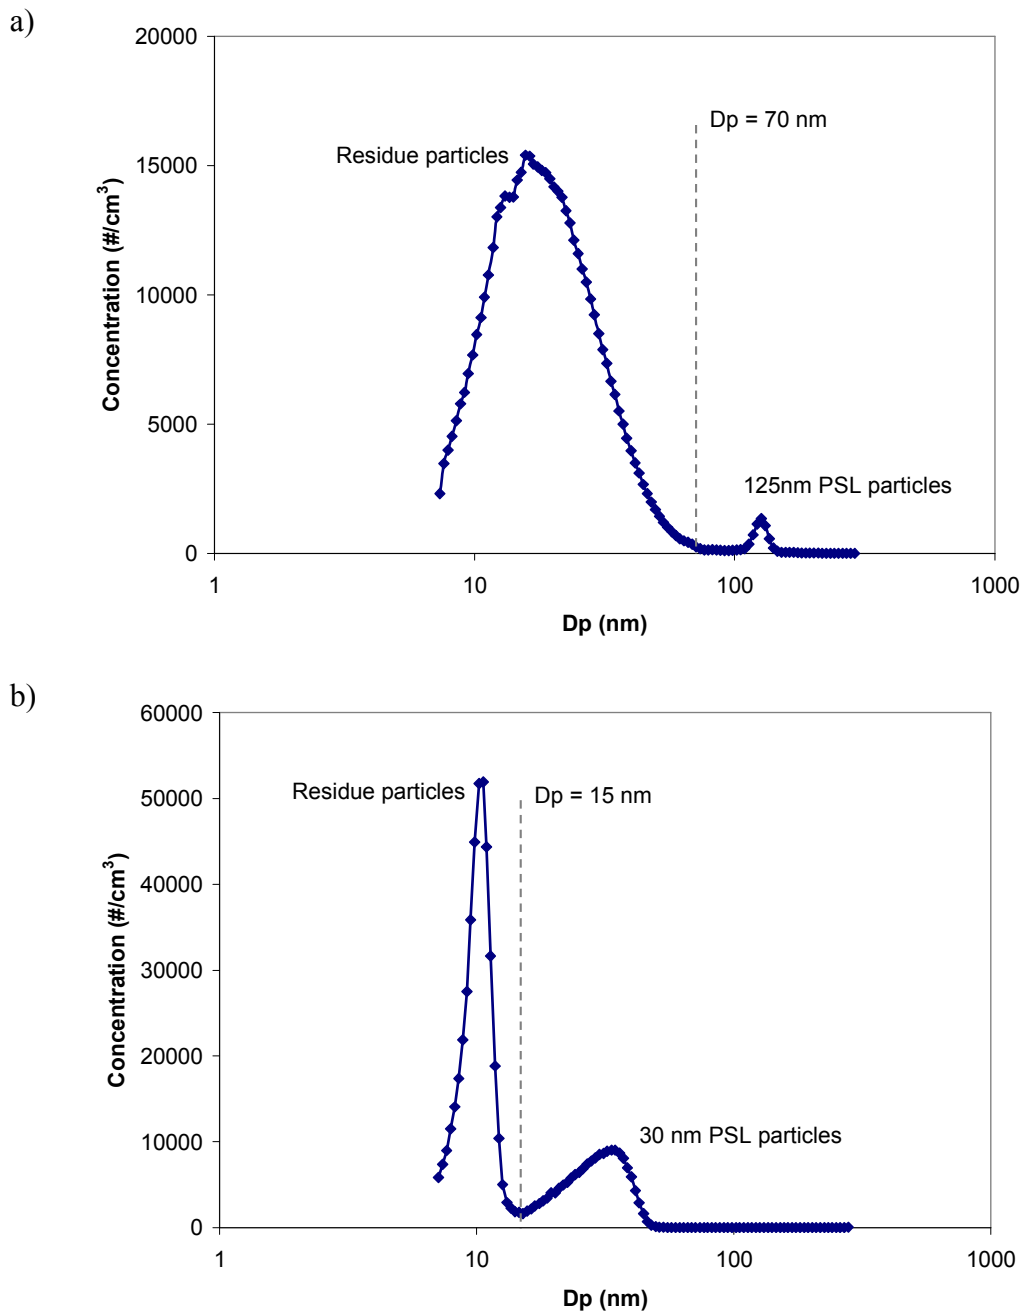 a)
20000
Dp = 70 nm
Residue particles
15000
Concentration (#/cm³)
10000
5000
125nm PSL particles
0
1 10 100 1000
Dp (nm)
b)
60000
Residue particles
Dp = 15 nm
50000
Concentration (#/cm³)
40000
30000
20000
10000
30 nm PSL particles
0
1 10 100 1000
Dp (nm)